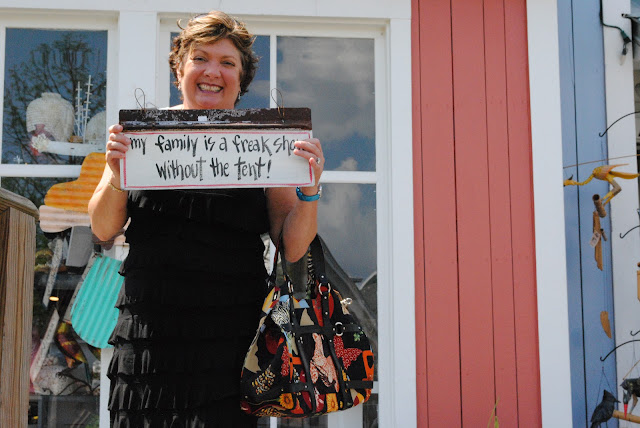 my family is a freak sho
without the tent!